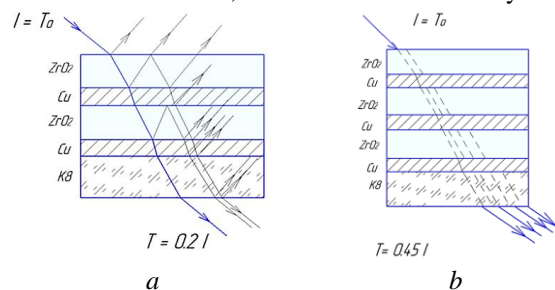 I = T₀
ZrO₂
Cu
ZrO₂
Cu
K8
T = 0.2 I
a
I = T₀
ZrO₂
Cu
ZrO₂
Cu
ZrO₂
Cu
K8
T= 0.45 I
b